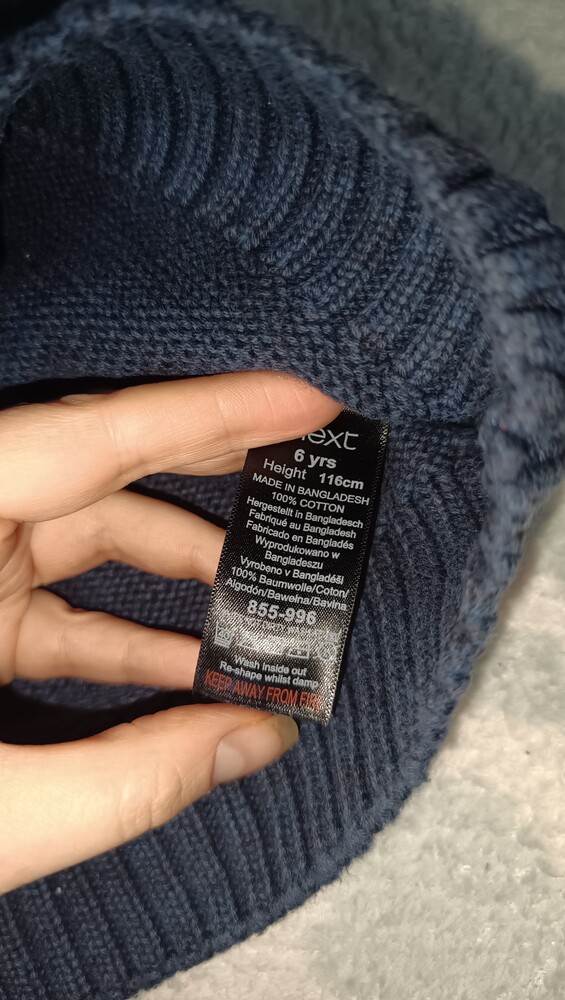 next
6 yrs
Height 116cm
MADE IN BANGLADESH
100% COTTON
Hergestellt in Bangladesch
Fabriqué au Bangladesh
Fabricado en Bangladés
Wyprodukowano w
Bangladeszu
Vyrobeno v Bangladéši
100% Baumwolle/Coton/
Algodón/Bawełna/Bavlna
855-996
Wash inside out
Re-shape whilst damp
KEEP AWAY FROM FIRE